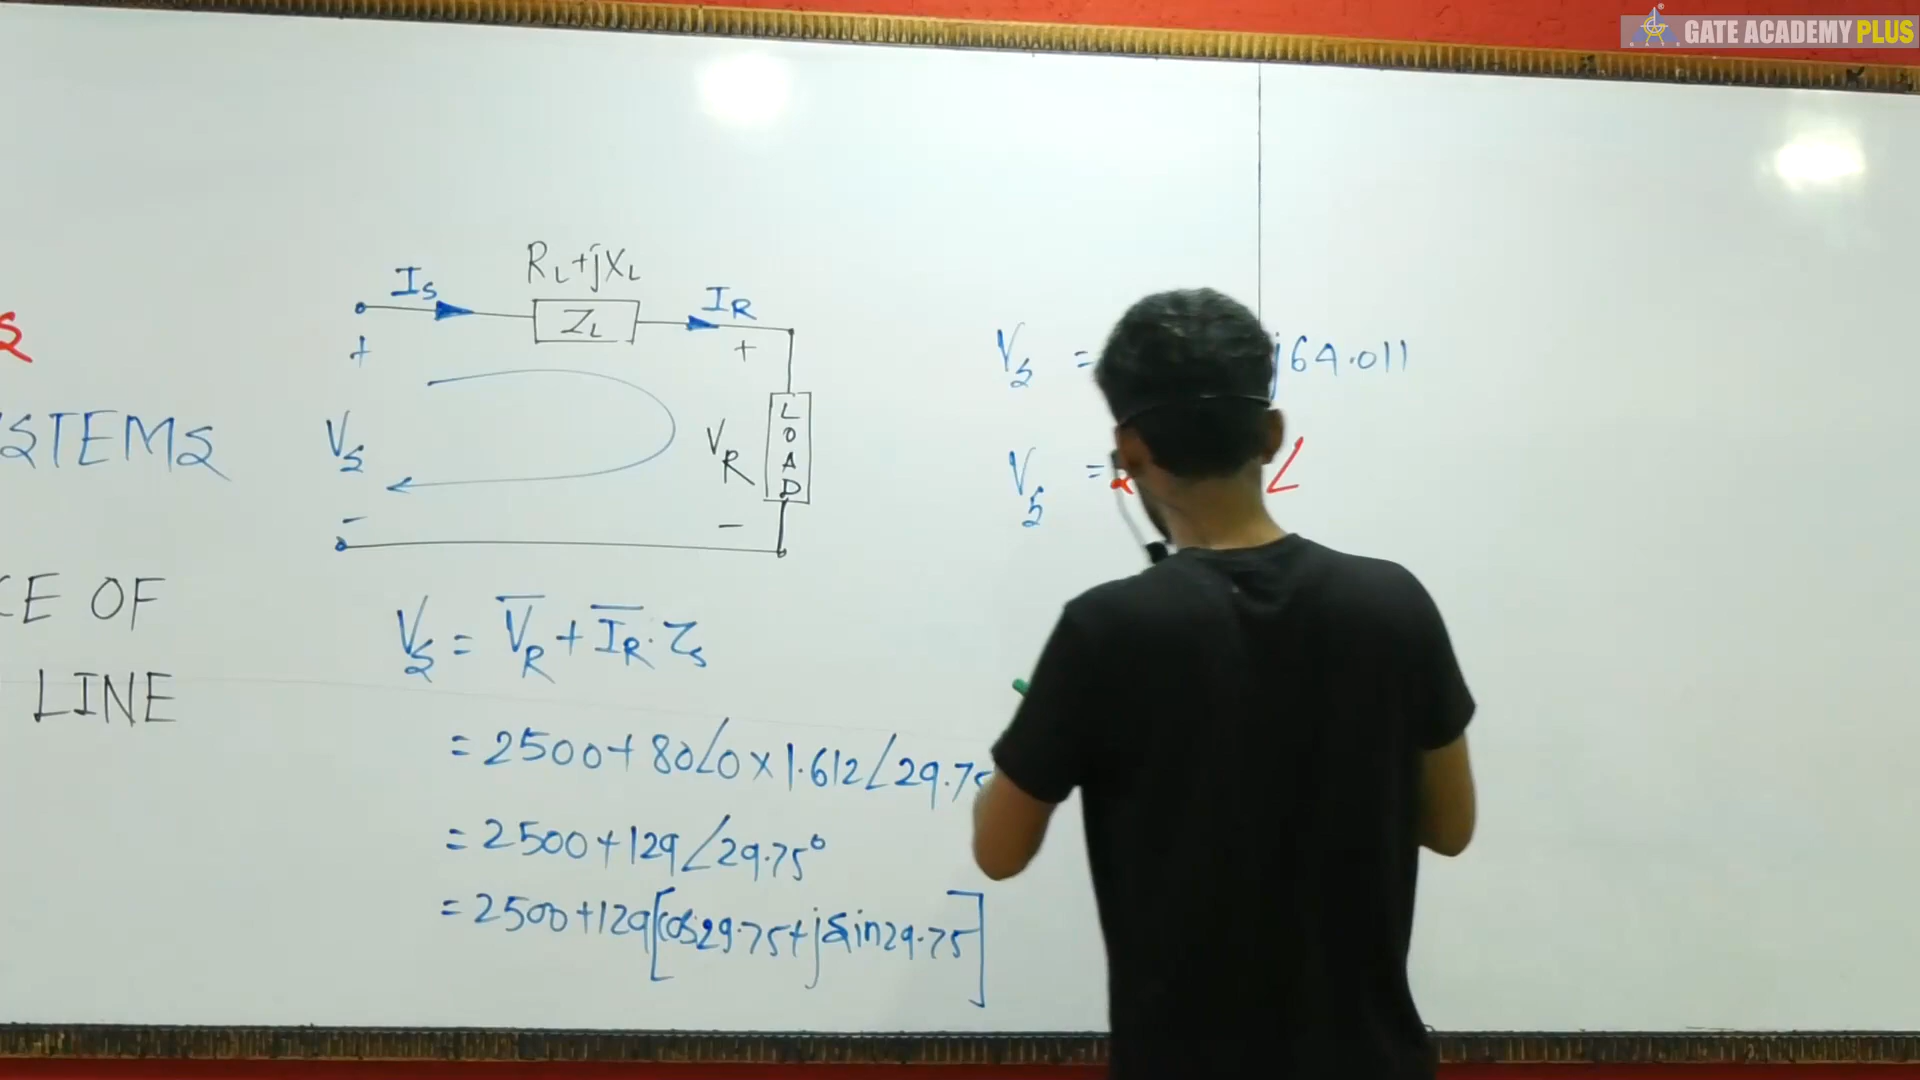 GATE ACADEMY PLUS
STEMS
CE OF
LINE
RL+jXL
IS
ZL
IR
+
+
VS
VR
LOAD
-
-
VS = V̅R + I̅R . ZS
= 2500+80∠0×1.612∠29.75
= 2500+129∠29.75°
= 2500+129[cos29.75+jSin29.75]
VS = j64.011
VS = 2 ∠